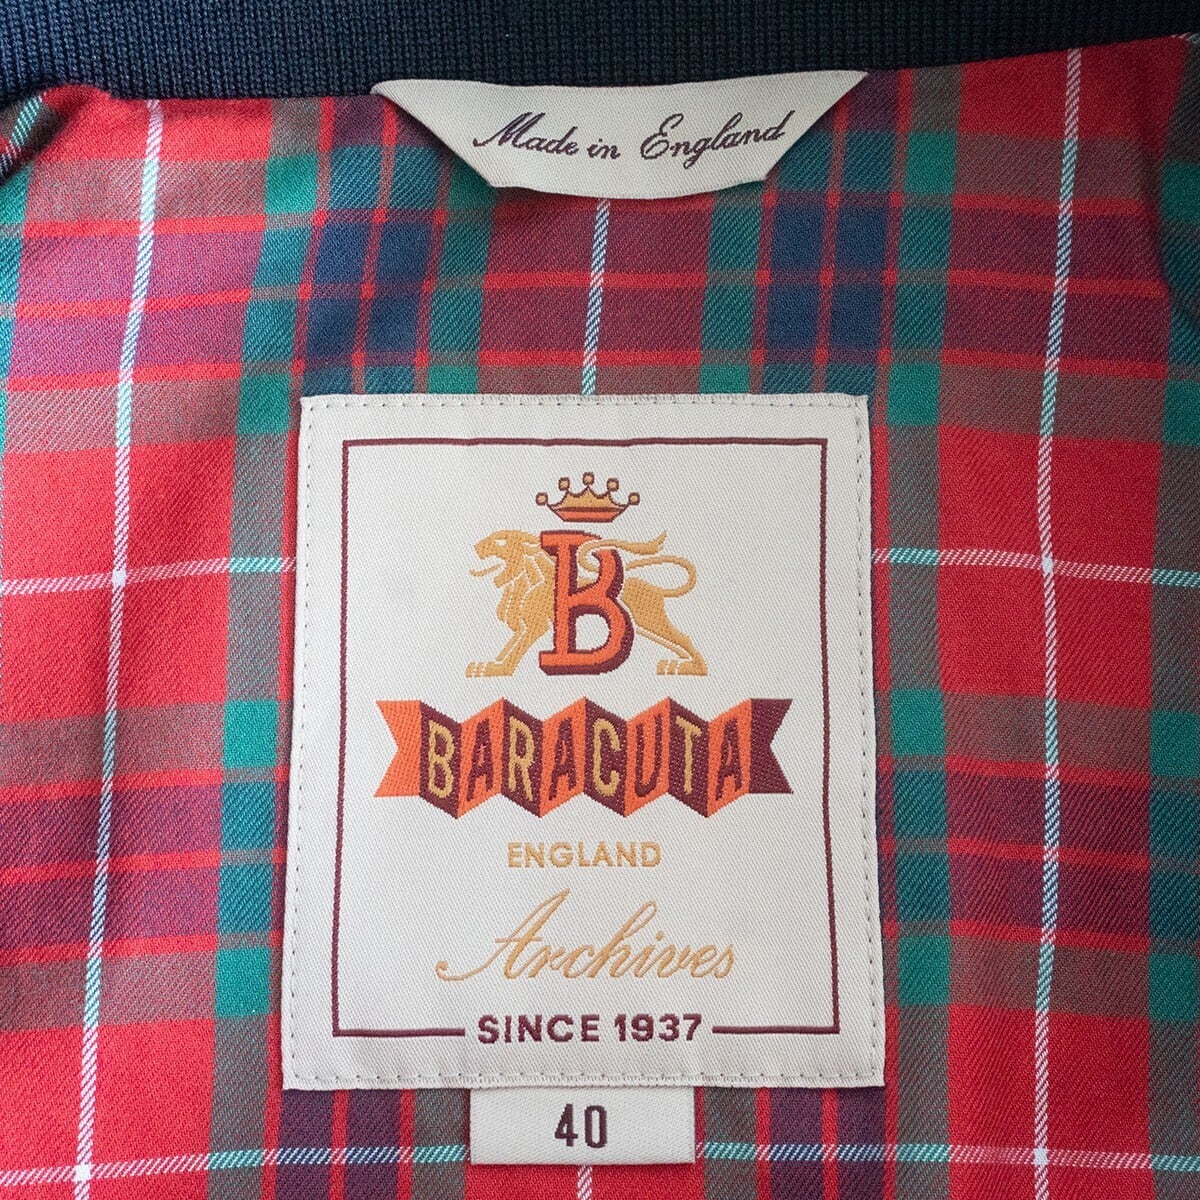 Made in England
B
BARACUTA
ENGLAND
Archives
SINCE 1937
40